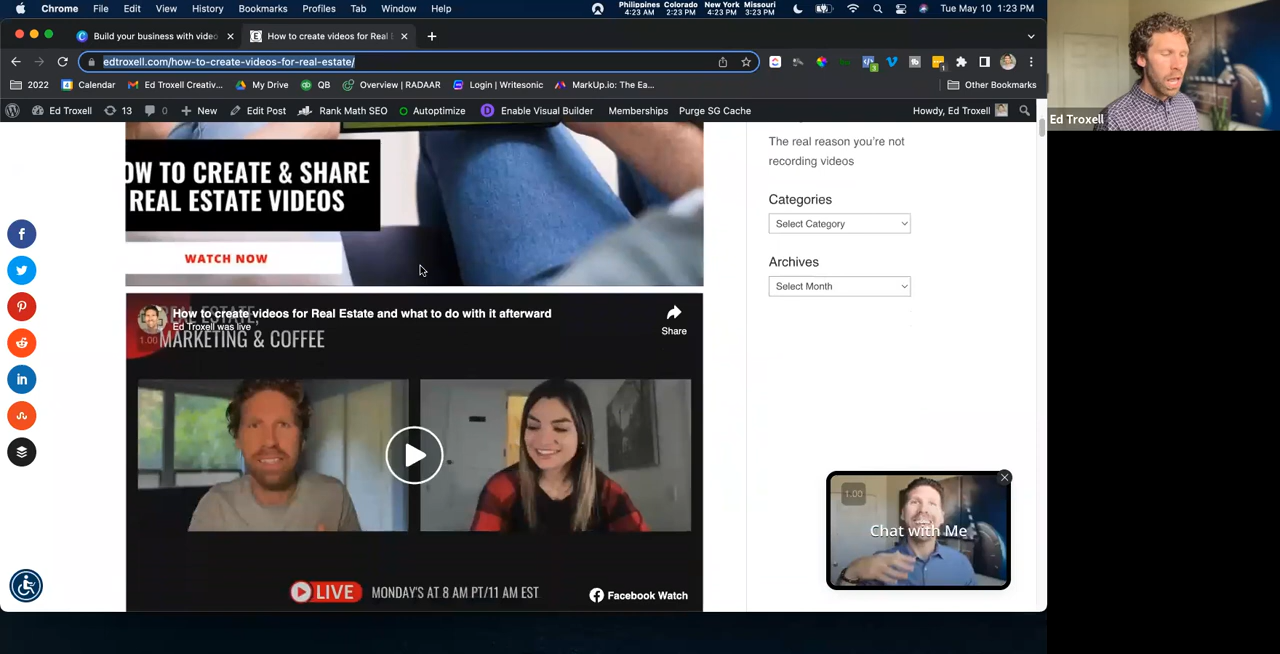 Chrome File Edit View History Bookmarks Profiles Tab Window Help
Philippines Colorado New York Missouri
4:23 AM 2:23 PM 4:23 PM 3:23 PM
Tue May 10 1:23 PM
Build your business with video
How to create videos for Real E
edtroxell.com/how-to-create-videos-for-real-estate/
2022 Calendar Ed Troxell Creativ... My Drive QB Overview | RADAAR Login | Writesonic MarkUp.io: The Ea... Other Bookmarks
Ed Troxell 13 0 New Edit Post Rank Math SEO Autoptimize Enable Visual Builder Memberships Purge SG Cache Howdy, Ed Troxell
Ed Troxell
OW TO CREATE & SHARE
REAL ESTATE VIDEOS
WATCH NOW
The real reason you're not
recording videos
Categories
Select Category
Archives
Select Month
REAL ESTATE,
How to create videos for Real Estate and what to do with it afterward
Ed Troxell was live
Share
1.00
MARKETING & COFFEE
LIVE
MONDAY'S AT 8 AM PT/11 AM EST
Facebook Watch
1.00
Chat with Me